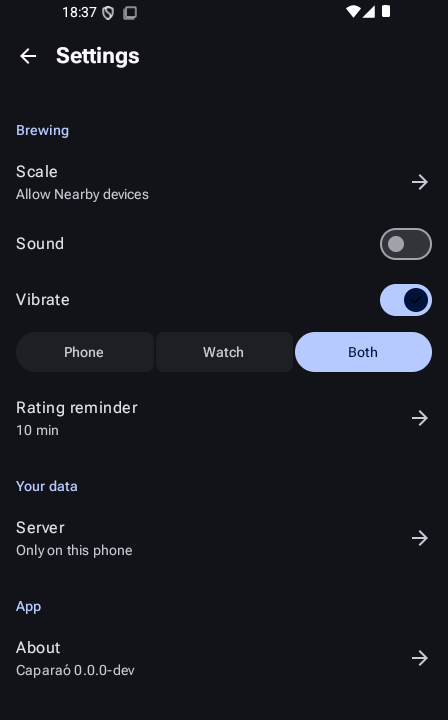 18:37
Settings
Brewing
Scale
Allow Nearby devices
Sound
Vibrate
Phone
Watch
Both
Rating reminder
10 min
Your data
Server
Only on this phone
App
About
Caparaó 0.0.0-dev